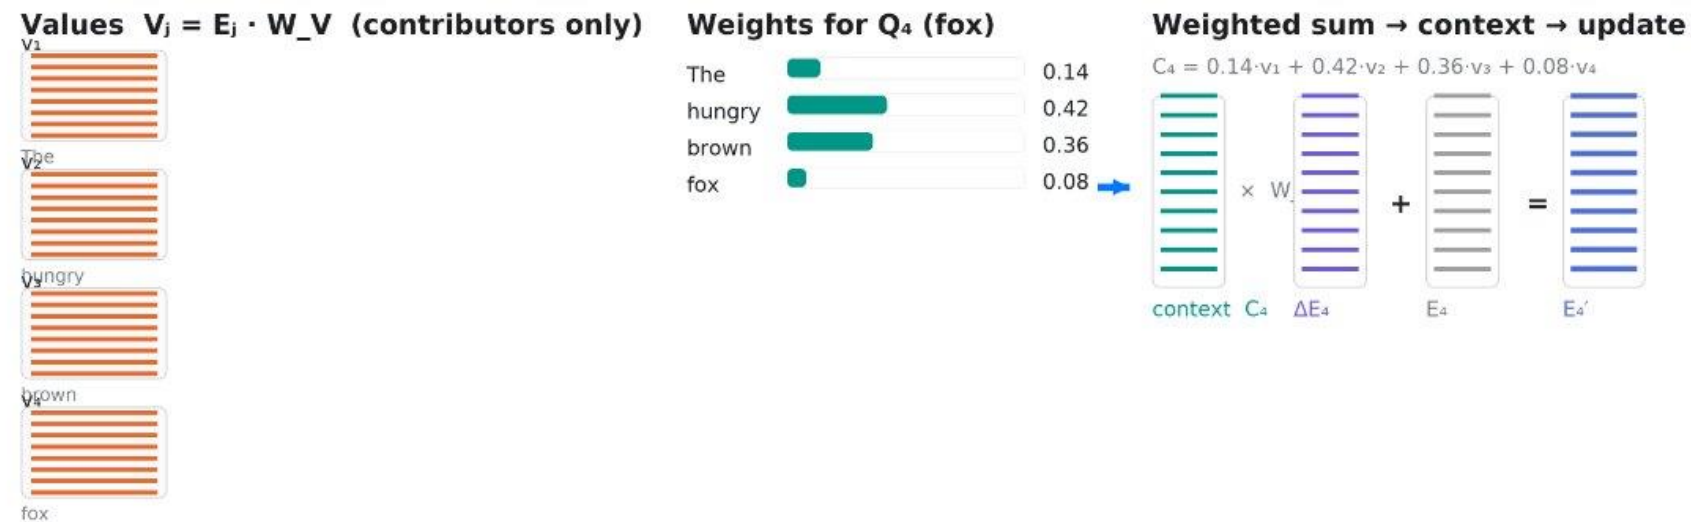 Values Vⱼ = Eⱼ · W_V (contributors only)
V₁
The
V₂
hungry
V₃
brown
V₄
fox
Weights for Q₄ (fox)
The 0.14
hungry 0.42
brown 0.36
fox 0.08
Weighted sum → context → update
C₄ = 0.14·v₁ + 0.42·v₂ + 0.36·v₃ + 0.08·v₄
× W_ + =
context C₄ ΔE₄ E₄ E₄′